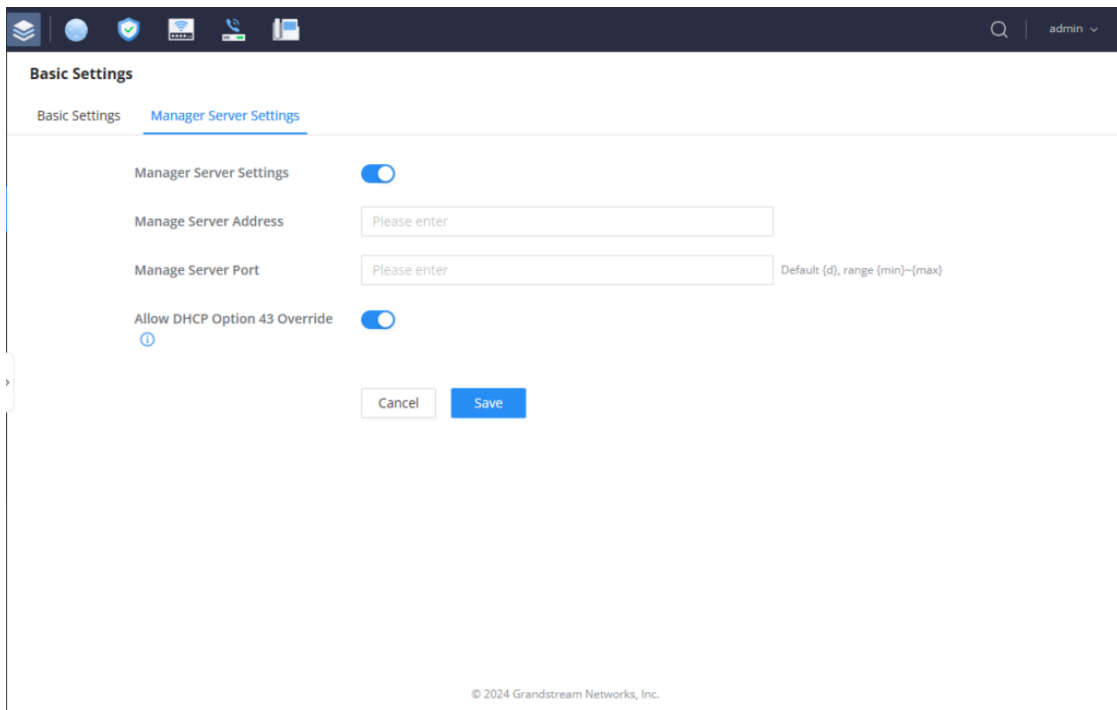 admin
Basic Settings
Basic Settings Manager Server Settings
Manager Server Settings
Manage Server Address Please enter
Manage Server Port Please enter Default {d}, range {min}~{max}
Allow DHCP Option 43 Override
Cancel Save
© 2024 Grandstream Networks, Inc.